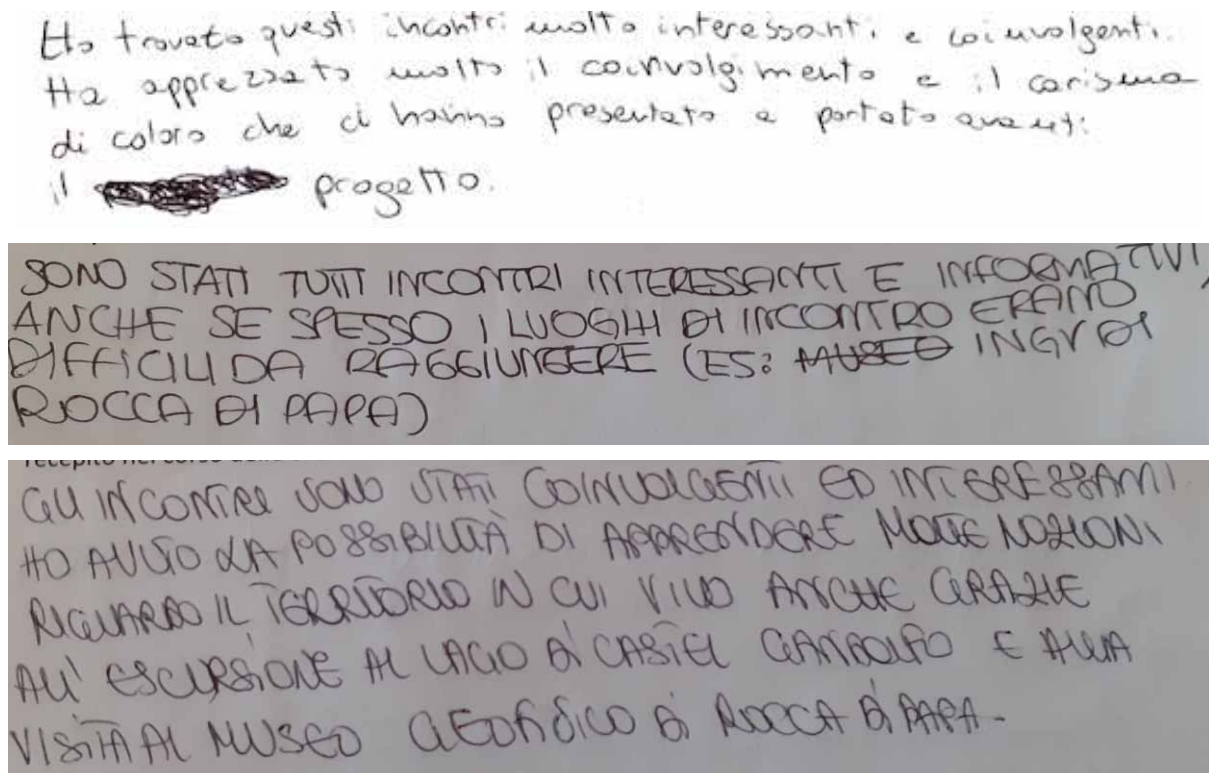 Ho trovato questi incontri molto interessanti e coinvolgenti.
Ho apprezzato molto il coinvolgimento e il carisma
di coloro che ci hanno presentato e portato avanti
il progetto.
SONO STATI TUTTI INCONTRI INTERESSANTI E INFORMATIVI,
ANCHE SE SPESSO I LUOGHI DI INCONTRO ERANO
DIFFICILI DA RAGGIUNGERE (ES: MUSEO INGV DI
ROCCA DI PAPA)
GLI INCONTRI SONO STATI COINVOLGENTI ED INTERESSANTI.
HO AVUTO LA POSSIBILITÀ DI APPRENDERE MOLTE NOZIONI
RIGUARDO IL TERRITORIO IN CUI VIVO ANCHE GRAZIE
ALL'ESCURSIONE AL LAGO DI CASTEL GANDOLFO E ALLA
VISITA AL MUSEO GEOFISICO DI ROCCA DI PAPA.